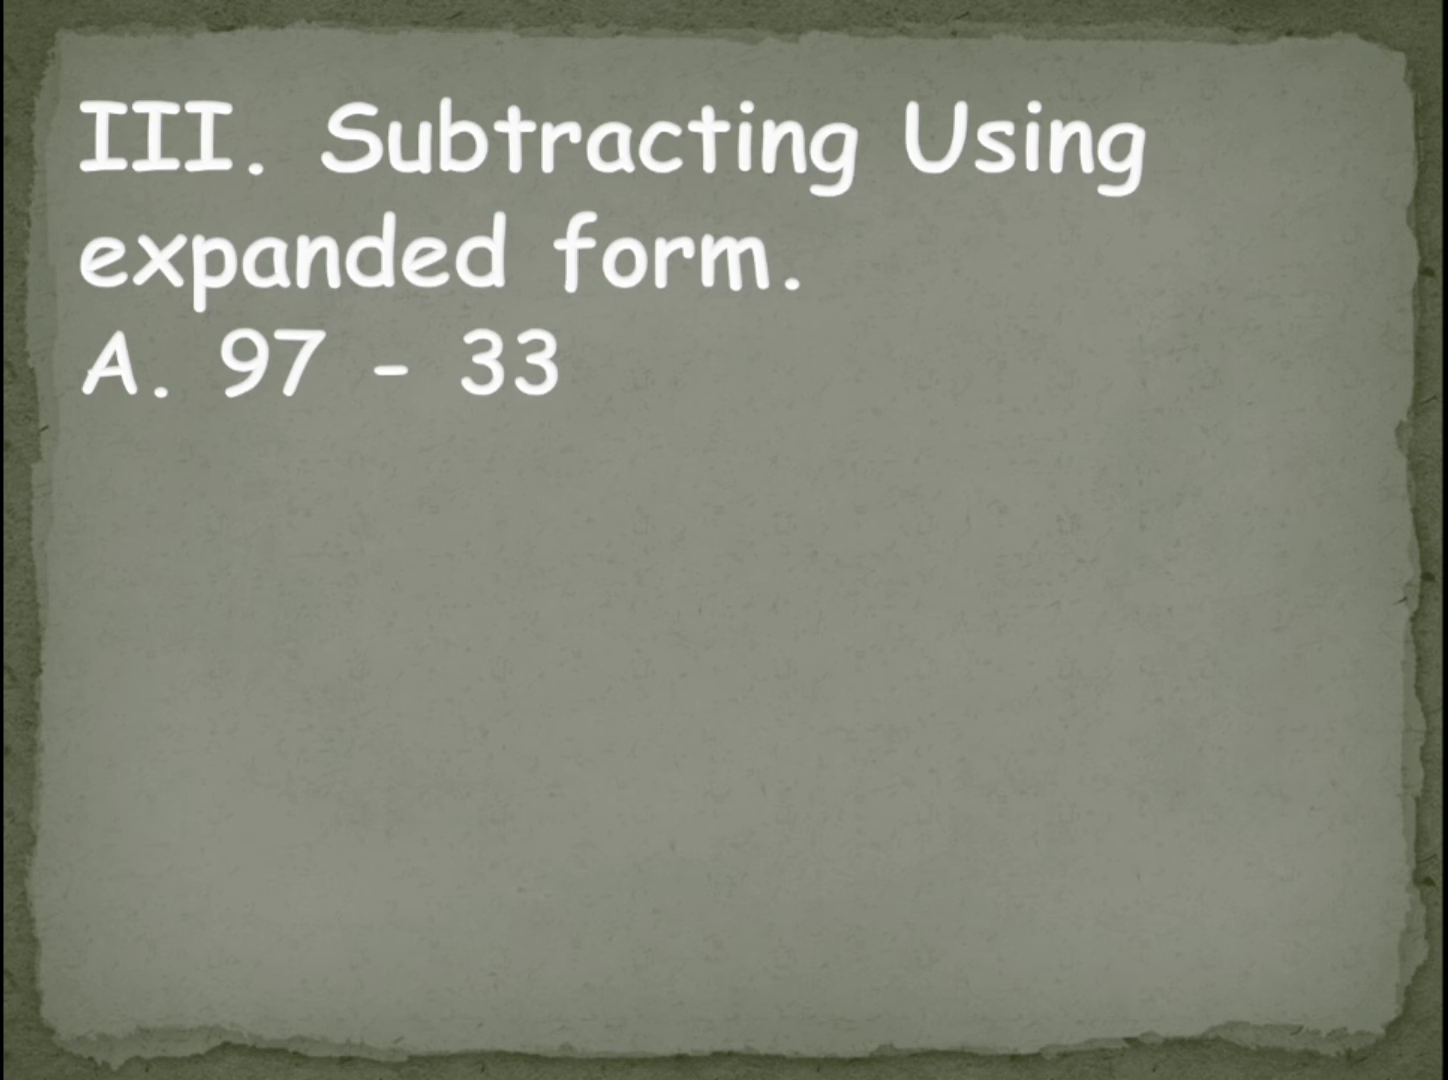 III. Subtracting Using
expanded form.
A. 97 - 33